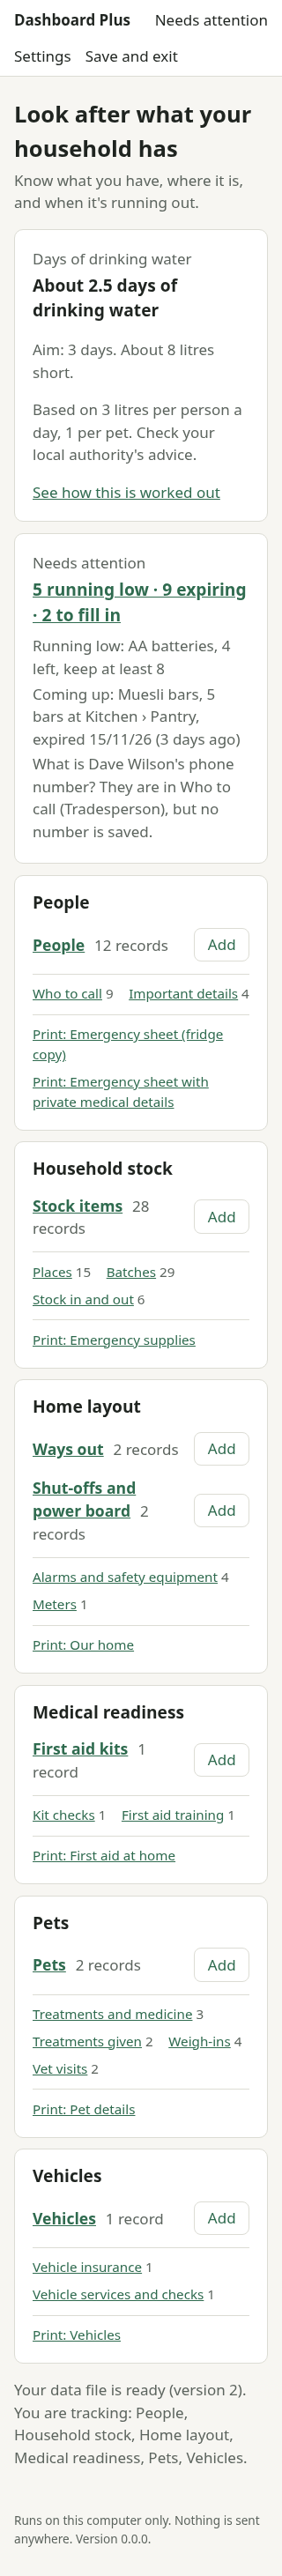 Dashboard Plus Needs attention
Settings Save and exit
Look after what your
household has
Know what you have, where it is,
and when it's running out.
Days of drinking water
About 2.5 days of
drinking water
Aim: 3 days. About 8 litres
short.
Based on 3 litres per person a
day, 1 per pet. Check your
local authority's advice.
See how this is worked out
Needs attention
5 running low · 9 expiring
· 2 to fill in
Running low: AA batteries, 4
left, keep at least 8
Coming up: Muesli bars, 5
bars at Kitchen › Pantry,
expired 15/11/26 (3 days ago)
What is Dave Wilson's phone
number? They are in Who to
call (Tradesperson), but no
number is saved.
People
People 12 records Add
Who to call 9 Important details 4
Print: Emergency sheet (fridge
copy)
Print: Emergency sheet with
private medical details
Household stock
Stock items 28
records
Add
Places 15 Batches 29
Stock in and out 6
Print: Emergency supplies
Home layout
Ways out 2 records Add
Shut-offs and
power board 2
records
Add
Alarms and safety equipment 4
Meters 1
Print: Our home
Medical readiness
First aid kits 1
record
Add
Kit checks 1 First aid training 1
Print: First aid at home
Pets
Pets 2 records Add
Treatments and medicine 3
Treatments given 2 Weigh-ins 4
Vet visits 2
Print: Pet details
Vehicles
Vehicles 1 record Add
Vehicle insurance 1
Vehicle services and checks 1
Print: Vehicles
Your data file is ready (version 2).
You are tracking: People,
Household stock, Home layout,
Medical readiness, Pets, Vehicles.
Runs on this computer only. Nothing is sent
anywhere. Version 0.0.0.